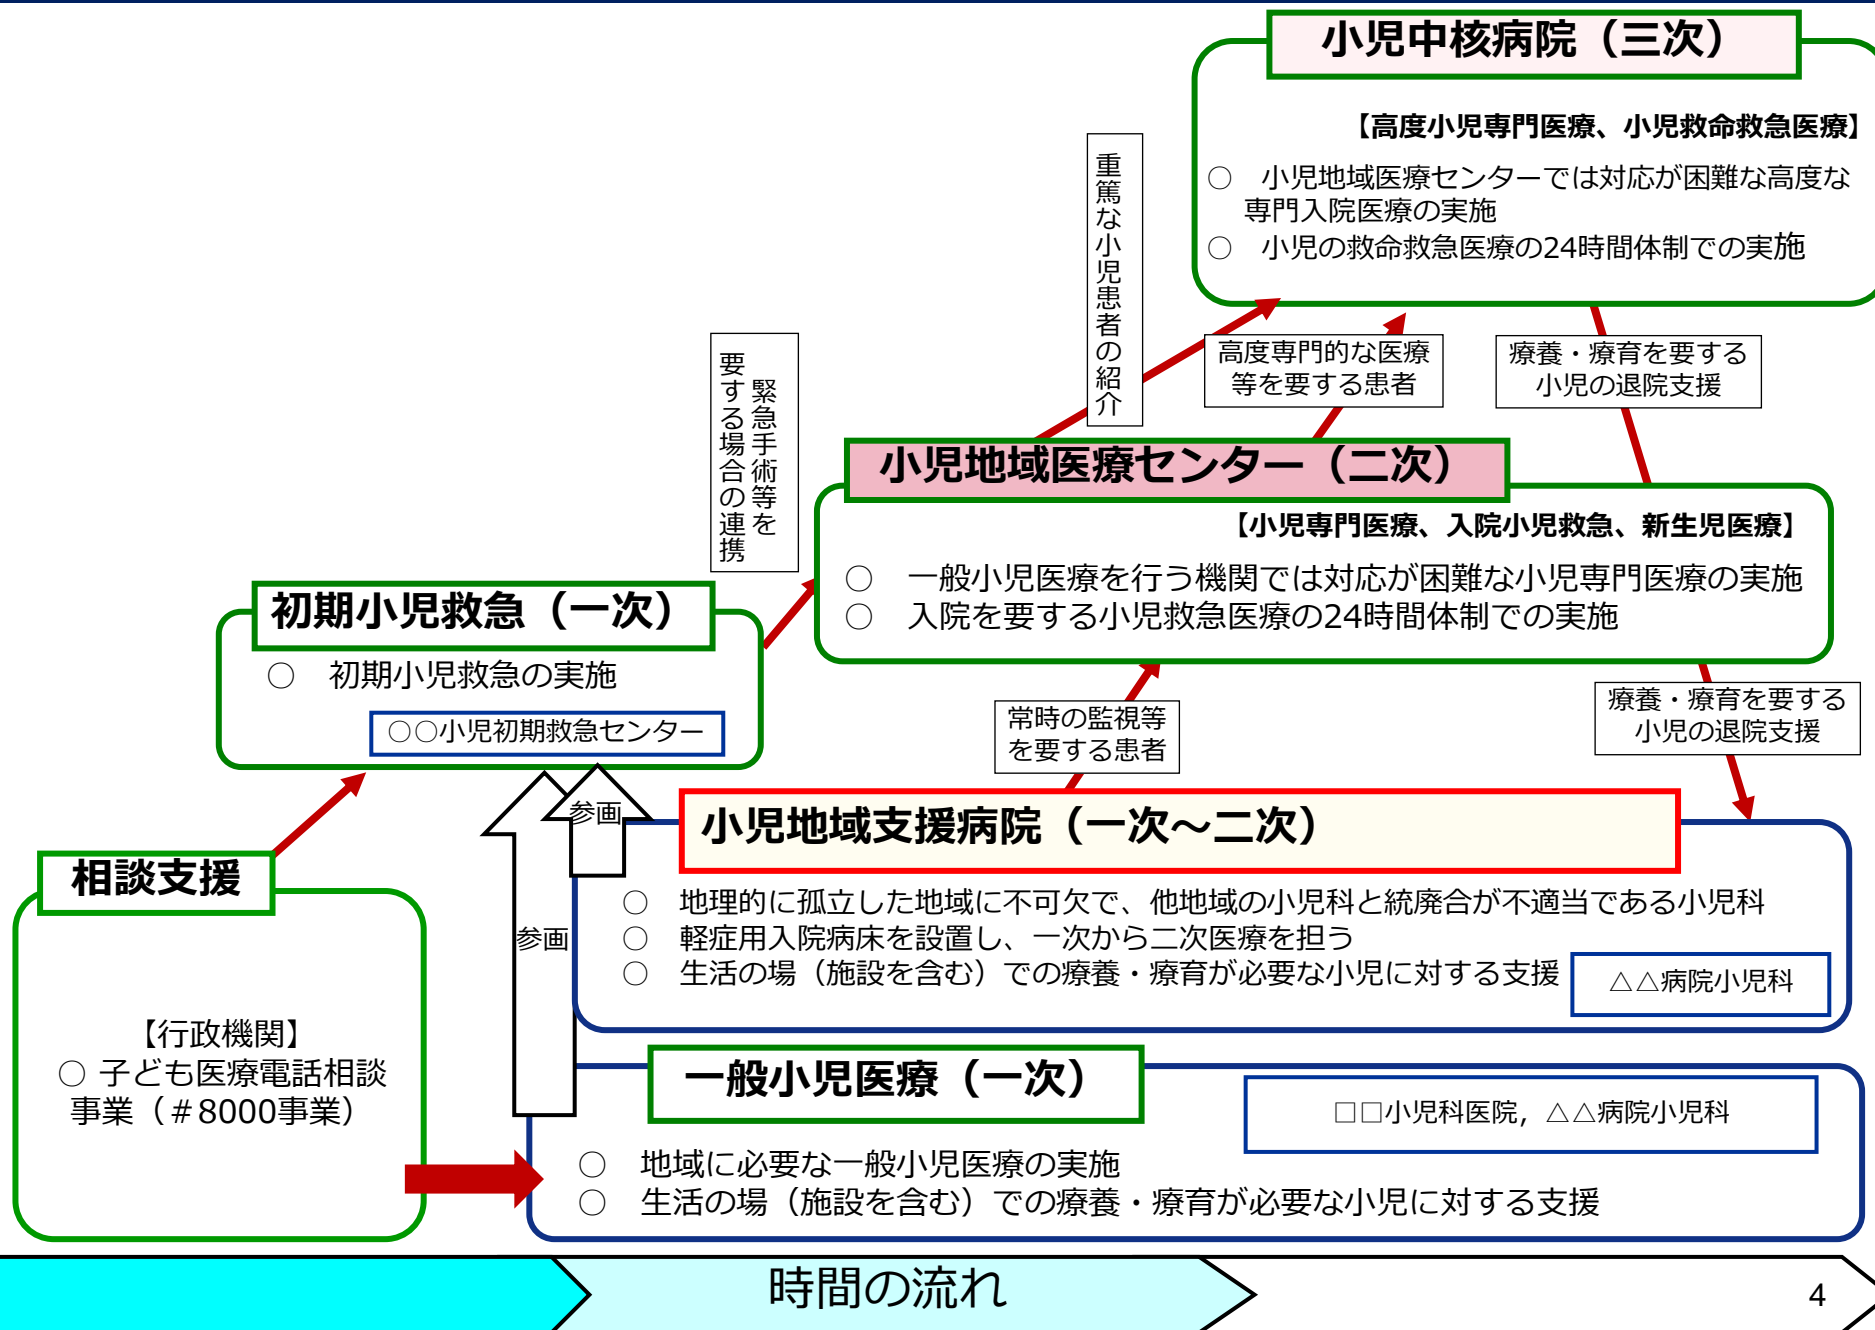 小児中核病院（三次）
【高度小児専門医療、小児救命救急医療】
○　小児地域医療センターでは対応が困難な高度な
専門入院医療の実施
○　小児の救命救急医療の24時間体制での実施
重篤な小児患者の紹介
高度専門的な医療
等を要する患者
療養・療育を要する
小児の退院支援
緊急手術等を
要する場合の連携
小児地域医療センター（二次）
【小児専門医療、入院小児救急、新生児医療】
○　一般小児医療を行う機関では対応が困難な小児専門医療の実施
○　入院を要する小児救急医療の24時間体制での実施
初期小児救急（一次）
○　初期小児救急の実施
○○小児初期救急センター
常時の監視等
を要する患者
療養・療育を要する
小児の退院支援
参画
小児地域支援病院（一次～二次）
○　地理的に孤立した地域に不可欠で、他地域の小児科と統廃合が不適当である小児科
○　軽症用入院病床を設置し、一次から二次医療を担う
○　生活の場（施設を含む）での療養・療育が必要な小児に対する支援
△△病院小児科
参画
相談支援
【行政機関】
○ 子ども医療電話相談
事業（＃8000事業）
一般小児医療（一次）
□□小児科医院，△△病院小児科
○　地域に必要な一般小児医療の実施
○　生活の場（施設を含む）での療養・療育が必要な小児に対する支援
時間の流れ
4